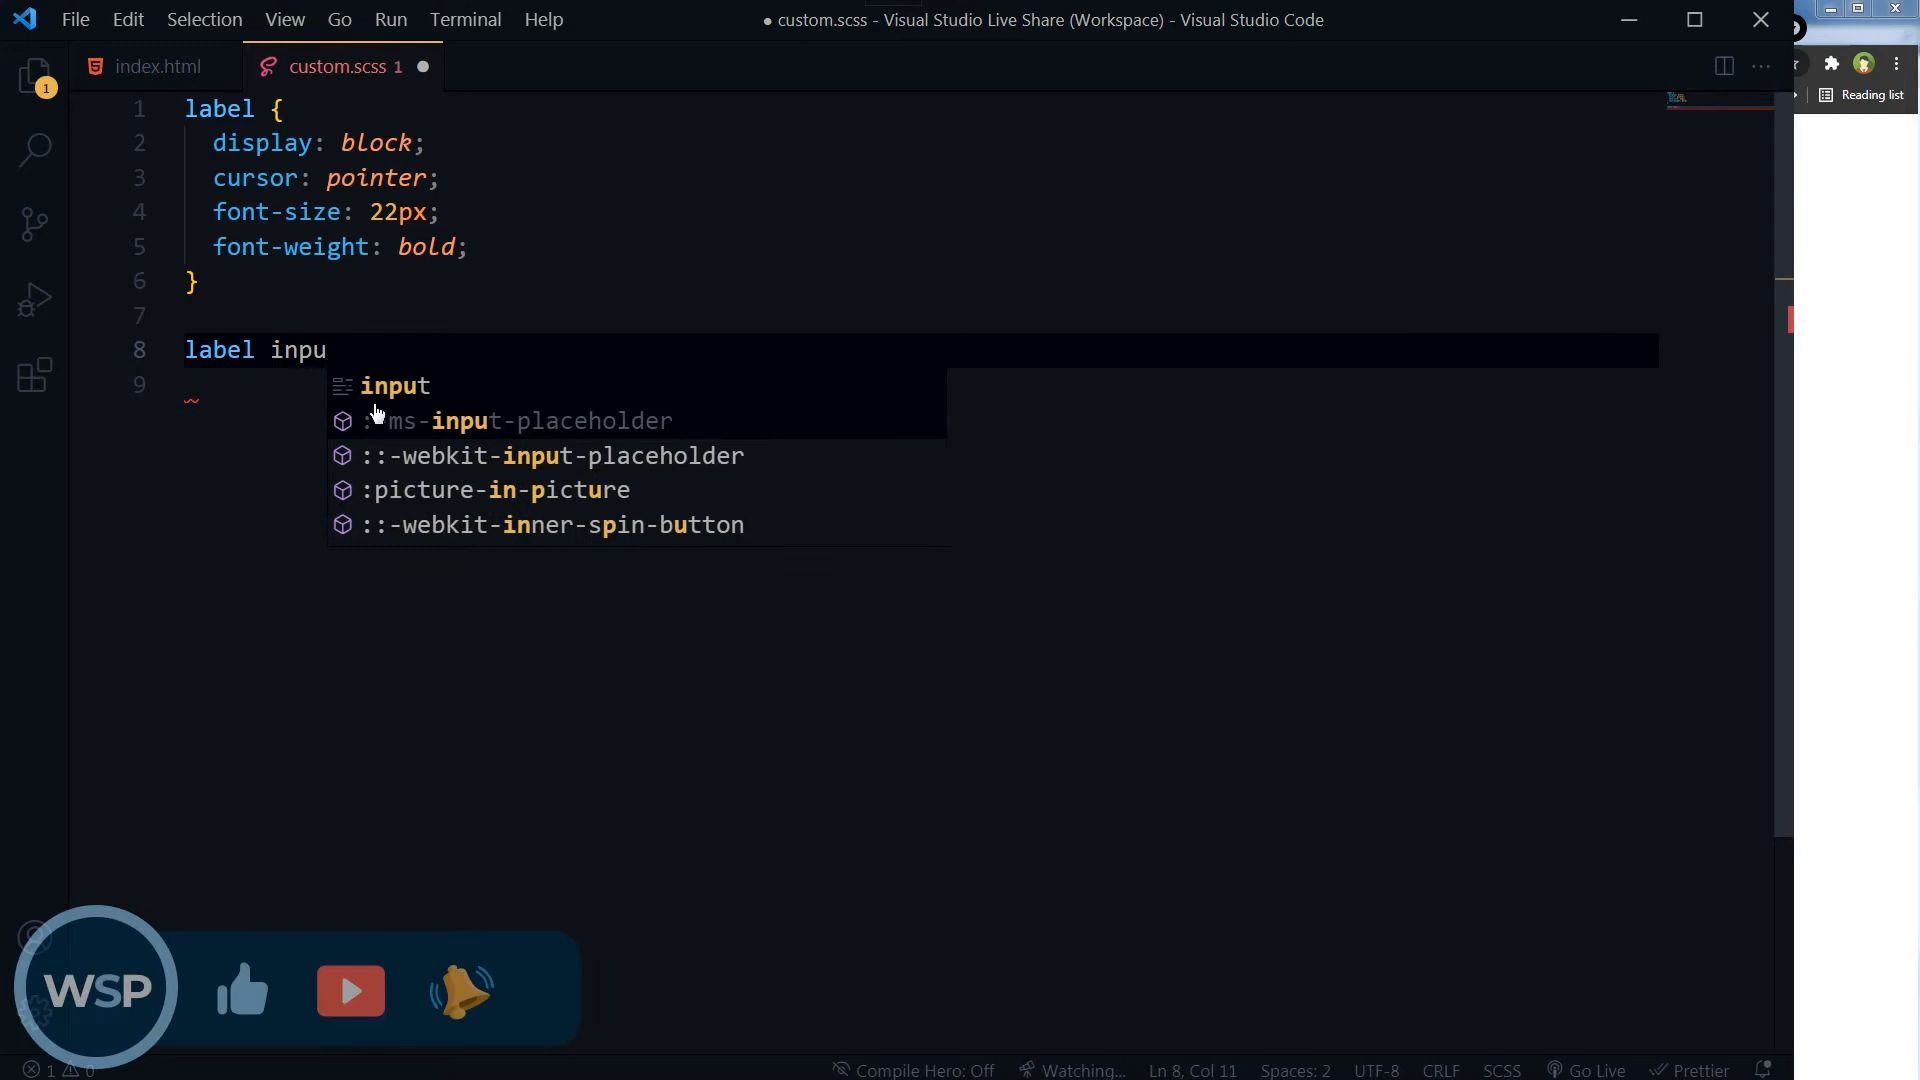 File Edit Selection View Go Run Terminal Help
● custom.scss - Visual Studio Live Share (Workspace) - Visual Studio Code
index.html
custom.scss 1
Reading list
1
1 label {
2 display: block;
3 cursor: pointer;
4 font-size: 22px;
5 font-weight: bold;
6 }
7
8 label inpu
9
input
ms-input-placeholder
::-webkit-input-placeholder
:picture-in-picture
::-webkit-inner-spin-button
WSP
1 0 Compile Hero: Off Watching... Ln 8, Col 11 Spaces: 2 UTF-8 CRLF SCSS Go Live Prettier